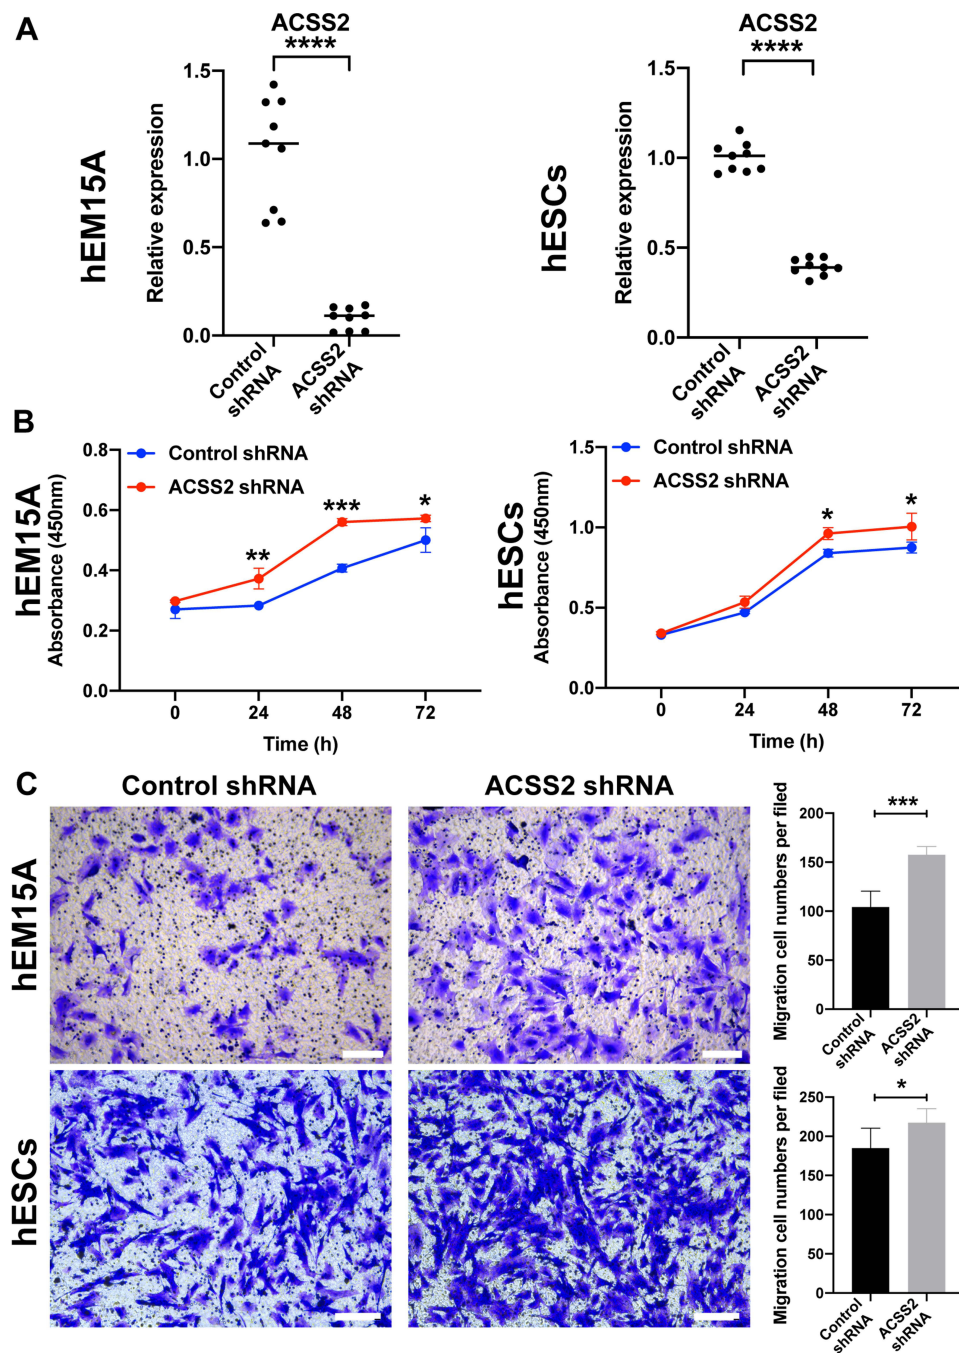 A
ACSS2
****
hEM15A
Relative expression
1.5
1.0
0.5
0.0
Control
shRNA
ACSS2
shRNA
ACSS2
****
hESCs
Relative expression
1.5
1.0
0.5
0.0
Control
shRNA
ACSS2
shRNA
B
hEM15A
Absorbance (450nm)
0.8
0.6
0.4
0.2
0.0
Control shRNA
ACSS2 shRNA
**
***
*
0 24 48 72
Time (h)
hESCs
Absorbance (450nm)
1.5
1.0
0.5
0.0
Control shRNA
ACSS2 shRNA
*
*
0 24 48 72
Time (h)
C
Control shRNA
ACSS2 shRNA
hEM15A
hESCs
Migration cell numbers per filed
200
150
100
50
0
***
Control
shRNA
ACSS2
shRNA
Migration cell numbers per filed
250
200
150
100
50
0
*
Control
shRNA
ACSS2
shRNA